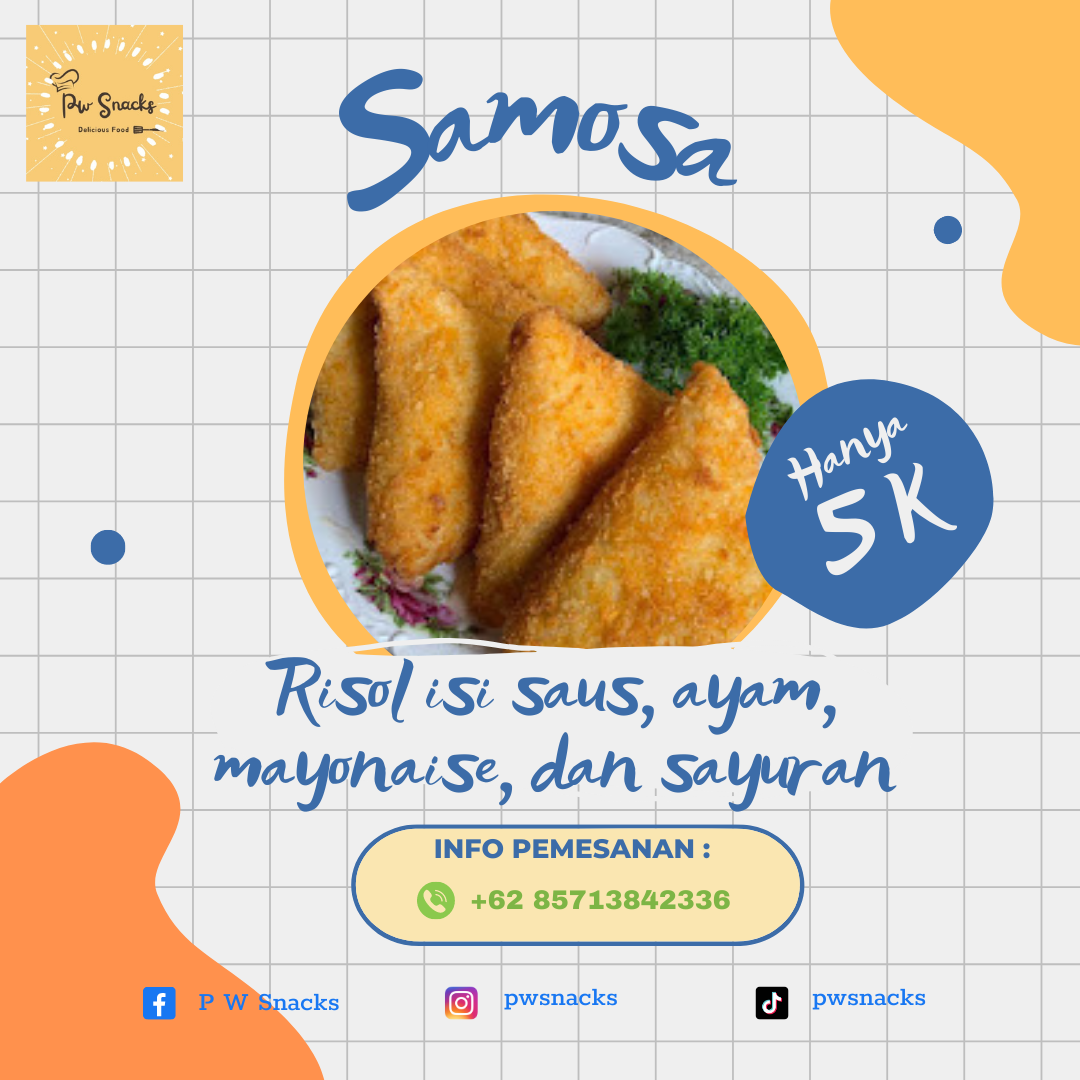 Pw Snacks
Delicious Food
Samosa
Hanya
5K
Risol isi saus, ayam,
mayonaise, dan sayuran
INFO PEMESANAN :
+62 85713842336
P W Snacks
pwsnacks
pwsnacks